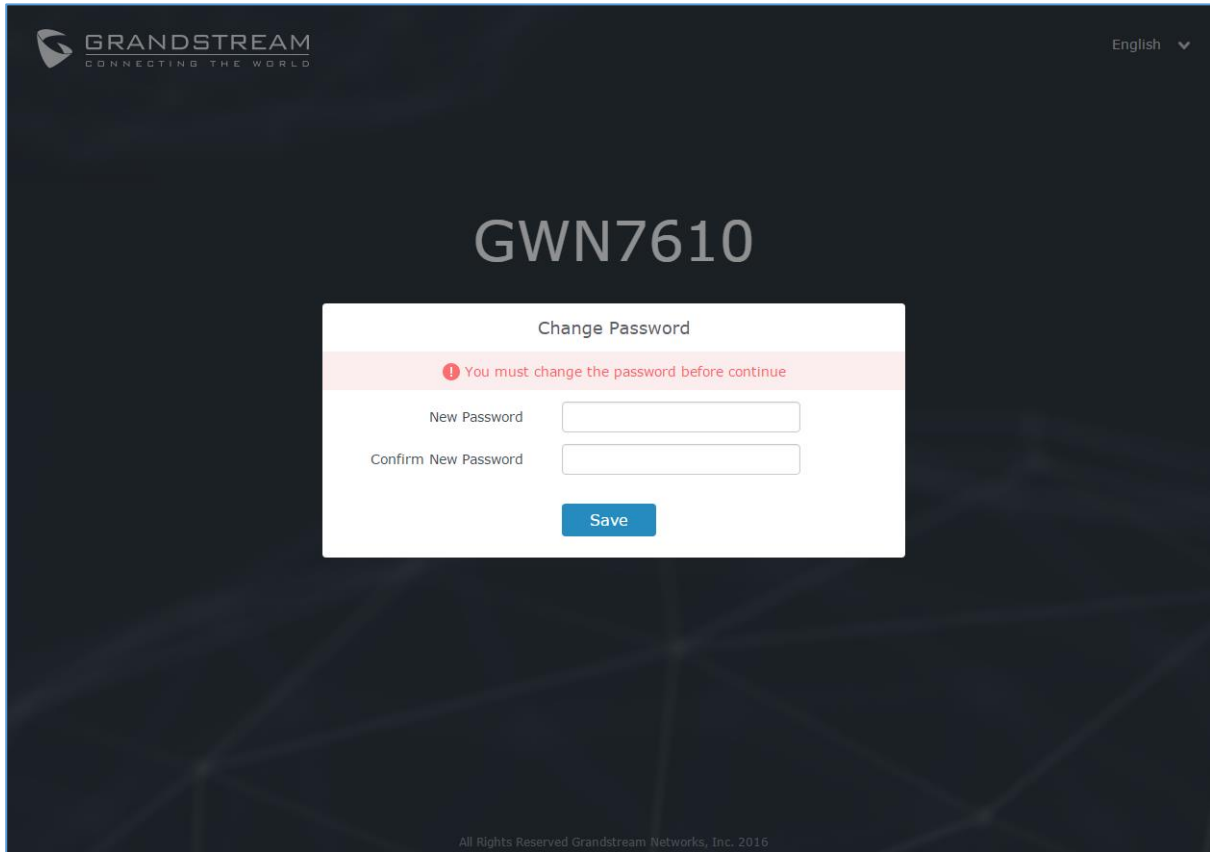 GRANDSTREAM
CONNECTING THE WORLD
English
GWN7610
Change Password
You must change the password before continue
New Password
Confirm New Password
Save
All Rights Reserved Grandstream Networks, Inc. 2016